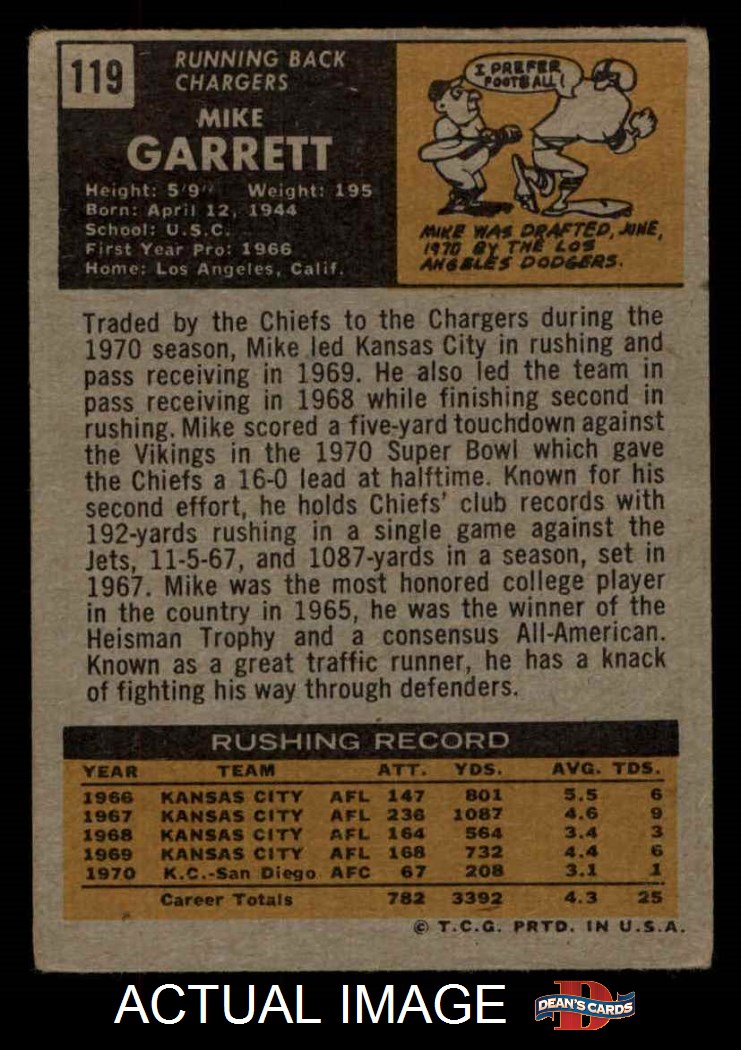 119
RUNNING BACK
CHARGERS
MIKE
GARRETT
Height: 5'9" Weight: 195
Born: April 12, 1944
School: U.S.C.
First Year Pro: 1966
Home: Los Angeles, Calif.
I PREFER
FOOTBALL!
MIKE WAS DRAFTED, JUNE,
1970 BY THE LOS
ANGELES DODGERS.
Traded by the Chiefs to the Chargers during the
1970 season, Mike led Kansas City in rushing and
pass receiving in 1969. He also led the team in
pass receiving in 1968 while finishing second in
rushing. Mike scored a five-yard touchdown against
the Vikings in the 1970 Super Bowl which gave
the Chiefs a 16-0 lead at halftime. Known for his
second effort, he holds Chiefs' club records with
192-yards rushing in a single game against the
Jets, 11-5-67, and 1087-yards in a season, set in
1967. Mike was the most honored college player
in the country in 1965, he was the winner of the
Heisman Trophy and a consensus All-American.
Known as a great traffic runner, he has a knack
of fighting his way through defenders.
RUSHING RECORD
YEAR TEAM ATT. YDS. AVG. TDS.
1966 KANSAS CITY AFL 147 801 5.5 6
1967 KANSAS CITY AFL 236 1087 4.6 9
1968 KANSAS CITY AFL 164 564 3.4 3
1969 KANSAS CITY AFL 168 732 4.4 6
1970 K.C.-San Diego AFC 67 208 3.1 1
Career Totals 782 3392 4.3 25
© T.C.G. PRTD. IN U.S.A.
ACTUAL IMAGE
D
DEAN'S CARDS